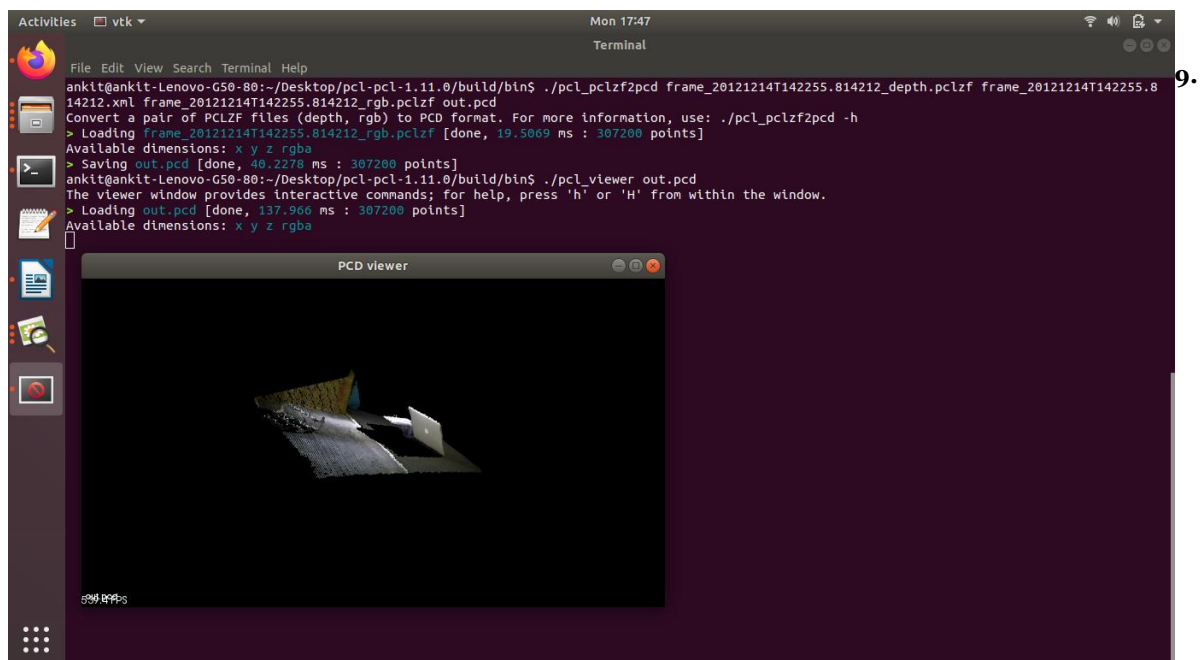 Activities vtk Mon 17:47
Terminal
File Edit View Search Terminal Help
9.
ankit@ankit-Lenovo-G50-80:~/Desktop/pcl-pcl-1.11.0/build/bin$ ./pcl_pclzf2pcd frame_20121214T142255.814212_depth.pclzf frame_20121214T142255.8
14212.xml frame_20121214T142255.814212_rgb.pclzf out.pcd
Convert a pair of PCLZF files (depth, rgb) to PCD format. For more information, use: ./pcl_pclzf2pcd -h
> Loading frame_20121214T142255.814212_rgb.pclzf [done, 19.5069 ms : 307200 points]
Available dimensions: x y z rgba
> Saving out.pcd [done, 40.2278 ms : 307200 points]
ankit@ankit-Lenovo-G50-80:~/Desktop/pcl-pcl-1.11.0/build/bin$ ./pcl_viewer out.pcd
The viewer window provides interactive commands; for help, press 'h' or 'H' from within the window.
> Loading out.pcd [done, 137.966 ms : 307200 points]
Available dimensions: x y z rgba
PCD viewer